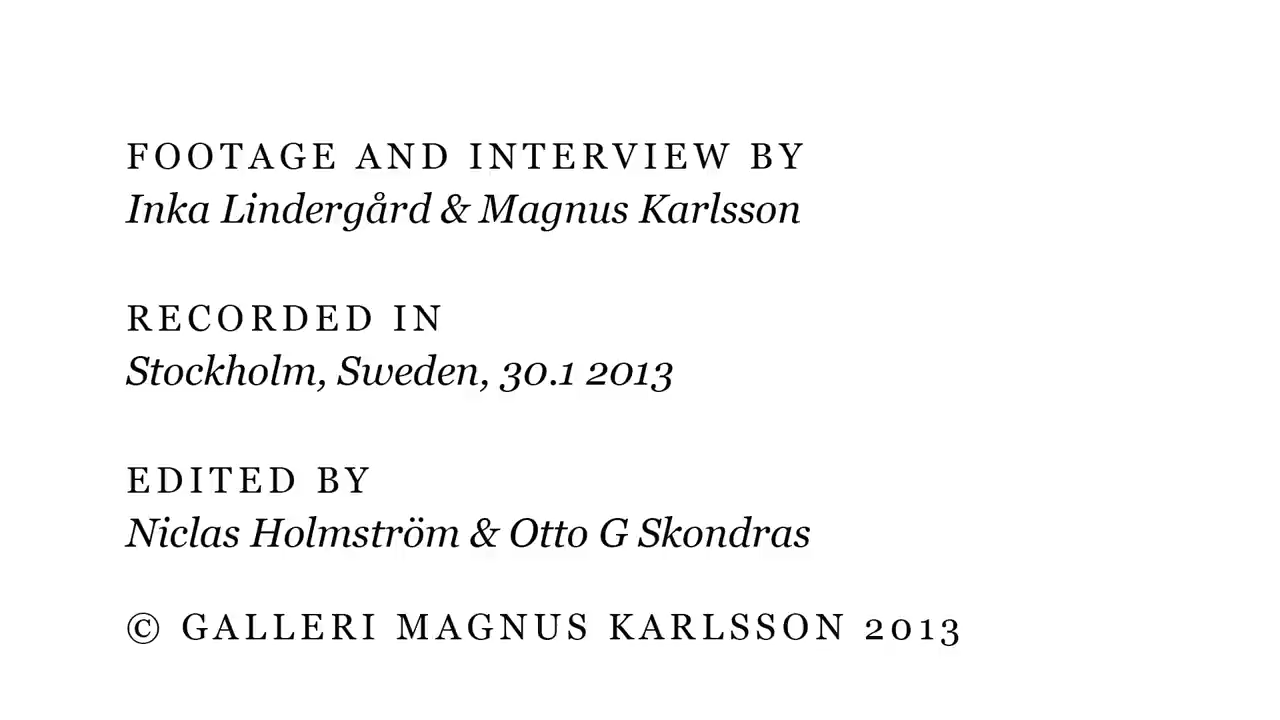 FOOTAGE AND INTERVIEW BY
Inka Lindergård & Magnus Karlsson
RECORDED IN
Stockholm, Sweden, 30.1 2013
EDITED BY
Niclas Holmström & Otto G Skondras
© GALLERI MAGNUS KARLSSON 2013